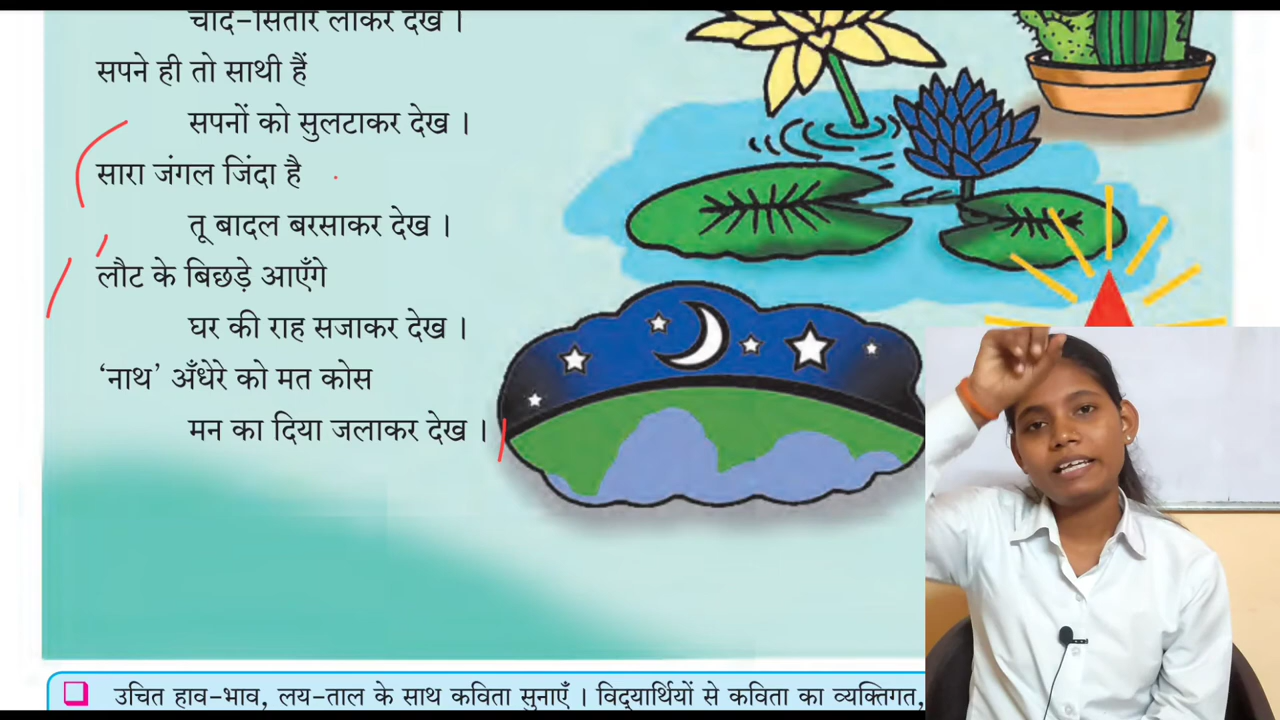 चाँद-सितारे लाकर देख ।
सपने ही तो साथी हैं
सपनों को सुलटाकर देख ।
सारा जंगल जिंदा है
तू बादल बरसाकर देख ।
लौट के बिछड़े आएँगे
घर की राह सजाकर देख ।
‘नाथ’ अँधेरे को मत कोस
मन का दिया जलाकर देख ।
❑ उचित हाव-भाव, लय-ताल के साथ कविता सुनाएँ । विद्यार्थियों से कविता का व्यक्तिगत,